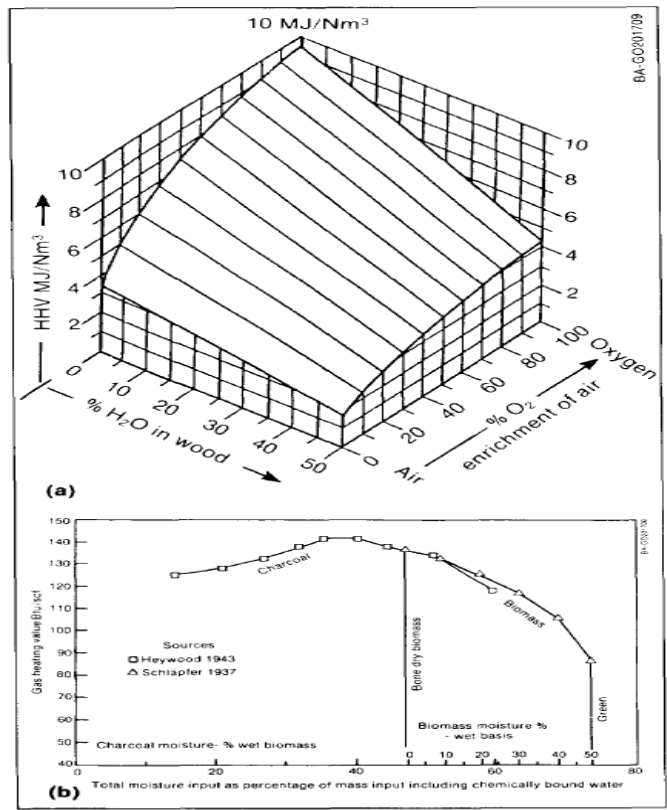 10 MJ/Nm³
BA-GO201709
10
8
6
4
2
HHV MJ/Nm³
10
8
6
4
2
0
10
20
30
40
50
% H₂O in wood
0
20
40
60
80
100
Air
% O₂
enrichment of air
Oxygen
(a)
150
140
130
120
110
100
90
80
70
60
50
40
Gas heating value Btu/scf
Charcoal
Sources
Heywood 1943
Schläpfer 1937
Bone dry biomass
Biomass
Green
Biomass moisture %
- wet basis
0 10 20 30 40 50
Charcoal moisture- % wet biomass
20 40 60 80
Total moisture input as percentage of mass input including chemically bound water
(b)